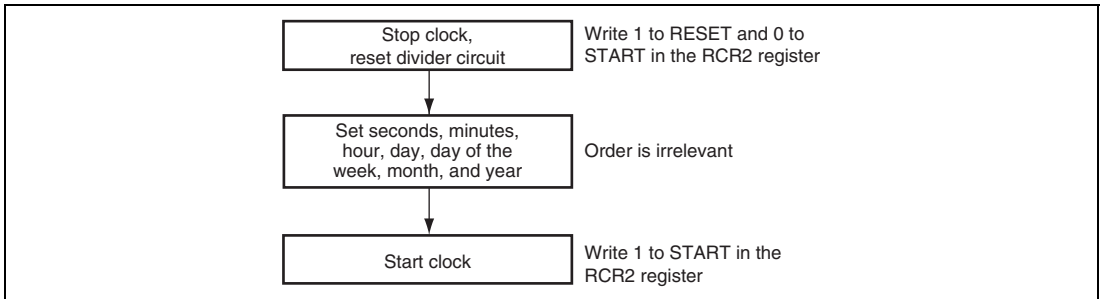 Stop clock,
reset divider circuit
Write 1 to RESET and 0 to
START in the RCR2 register
Set seconds, minutes,
hour, day, day of the
week, month, and year
Order is irrelevant
Start clock
Write 1 to START in the
RCR2 register